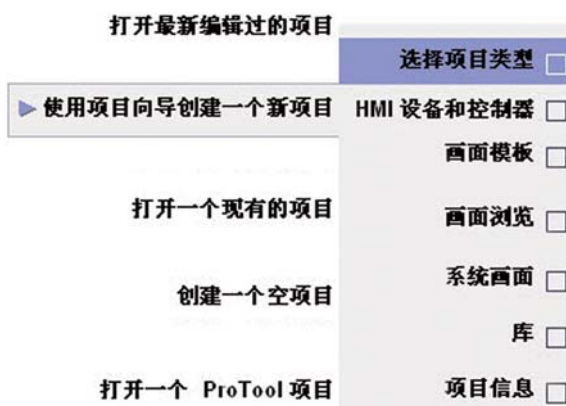 打开最新编辑过的项目
选择项目类型
使用项目向导创建一个新项目
HMI 设备和控制器
画面模板
打开一个现有的项目
画面浏览
系统画面
创建一个空项目
库
打开一个 ProTool 项目
项目信息